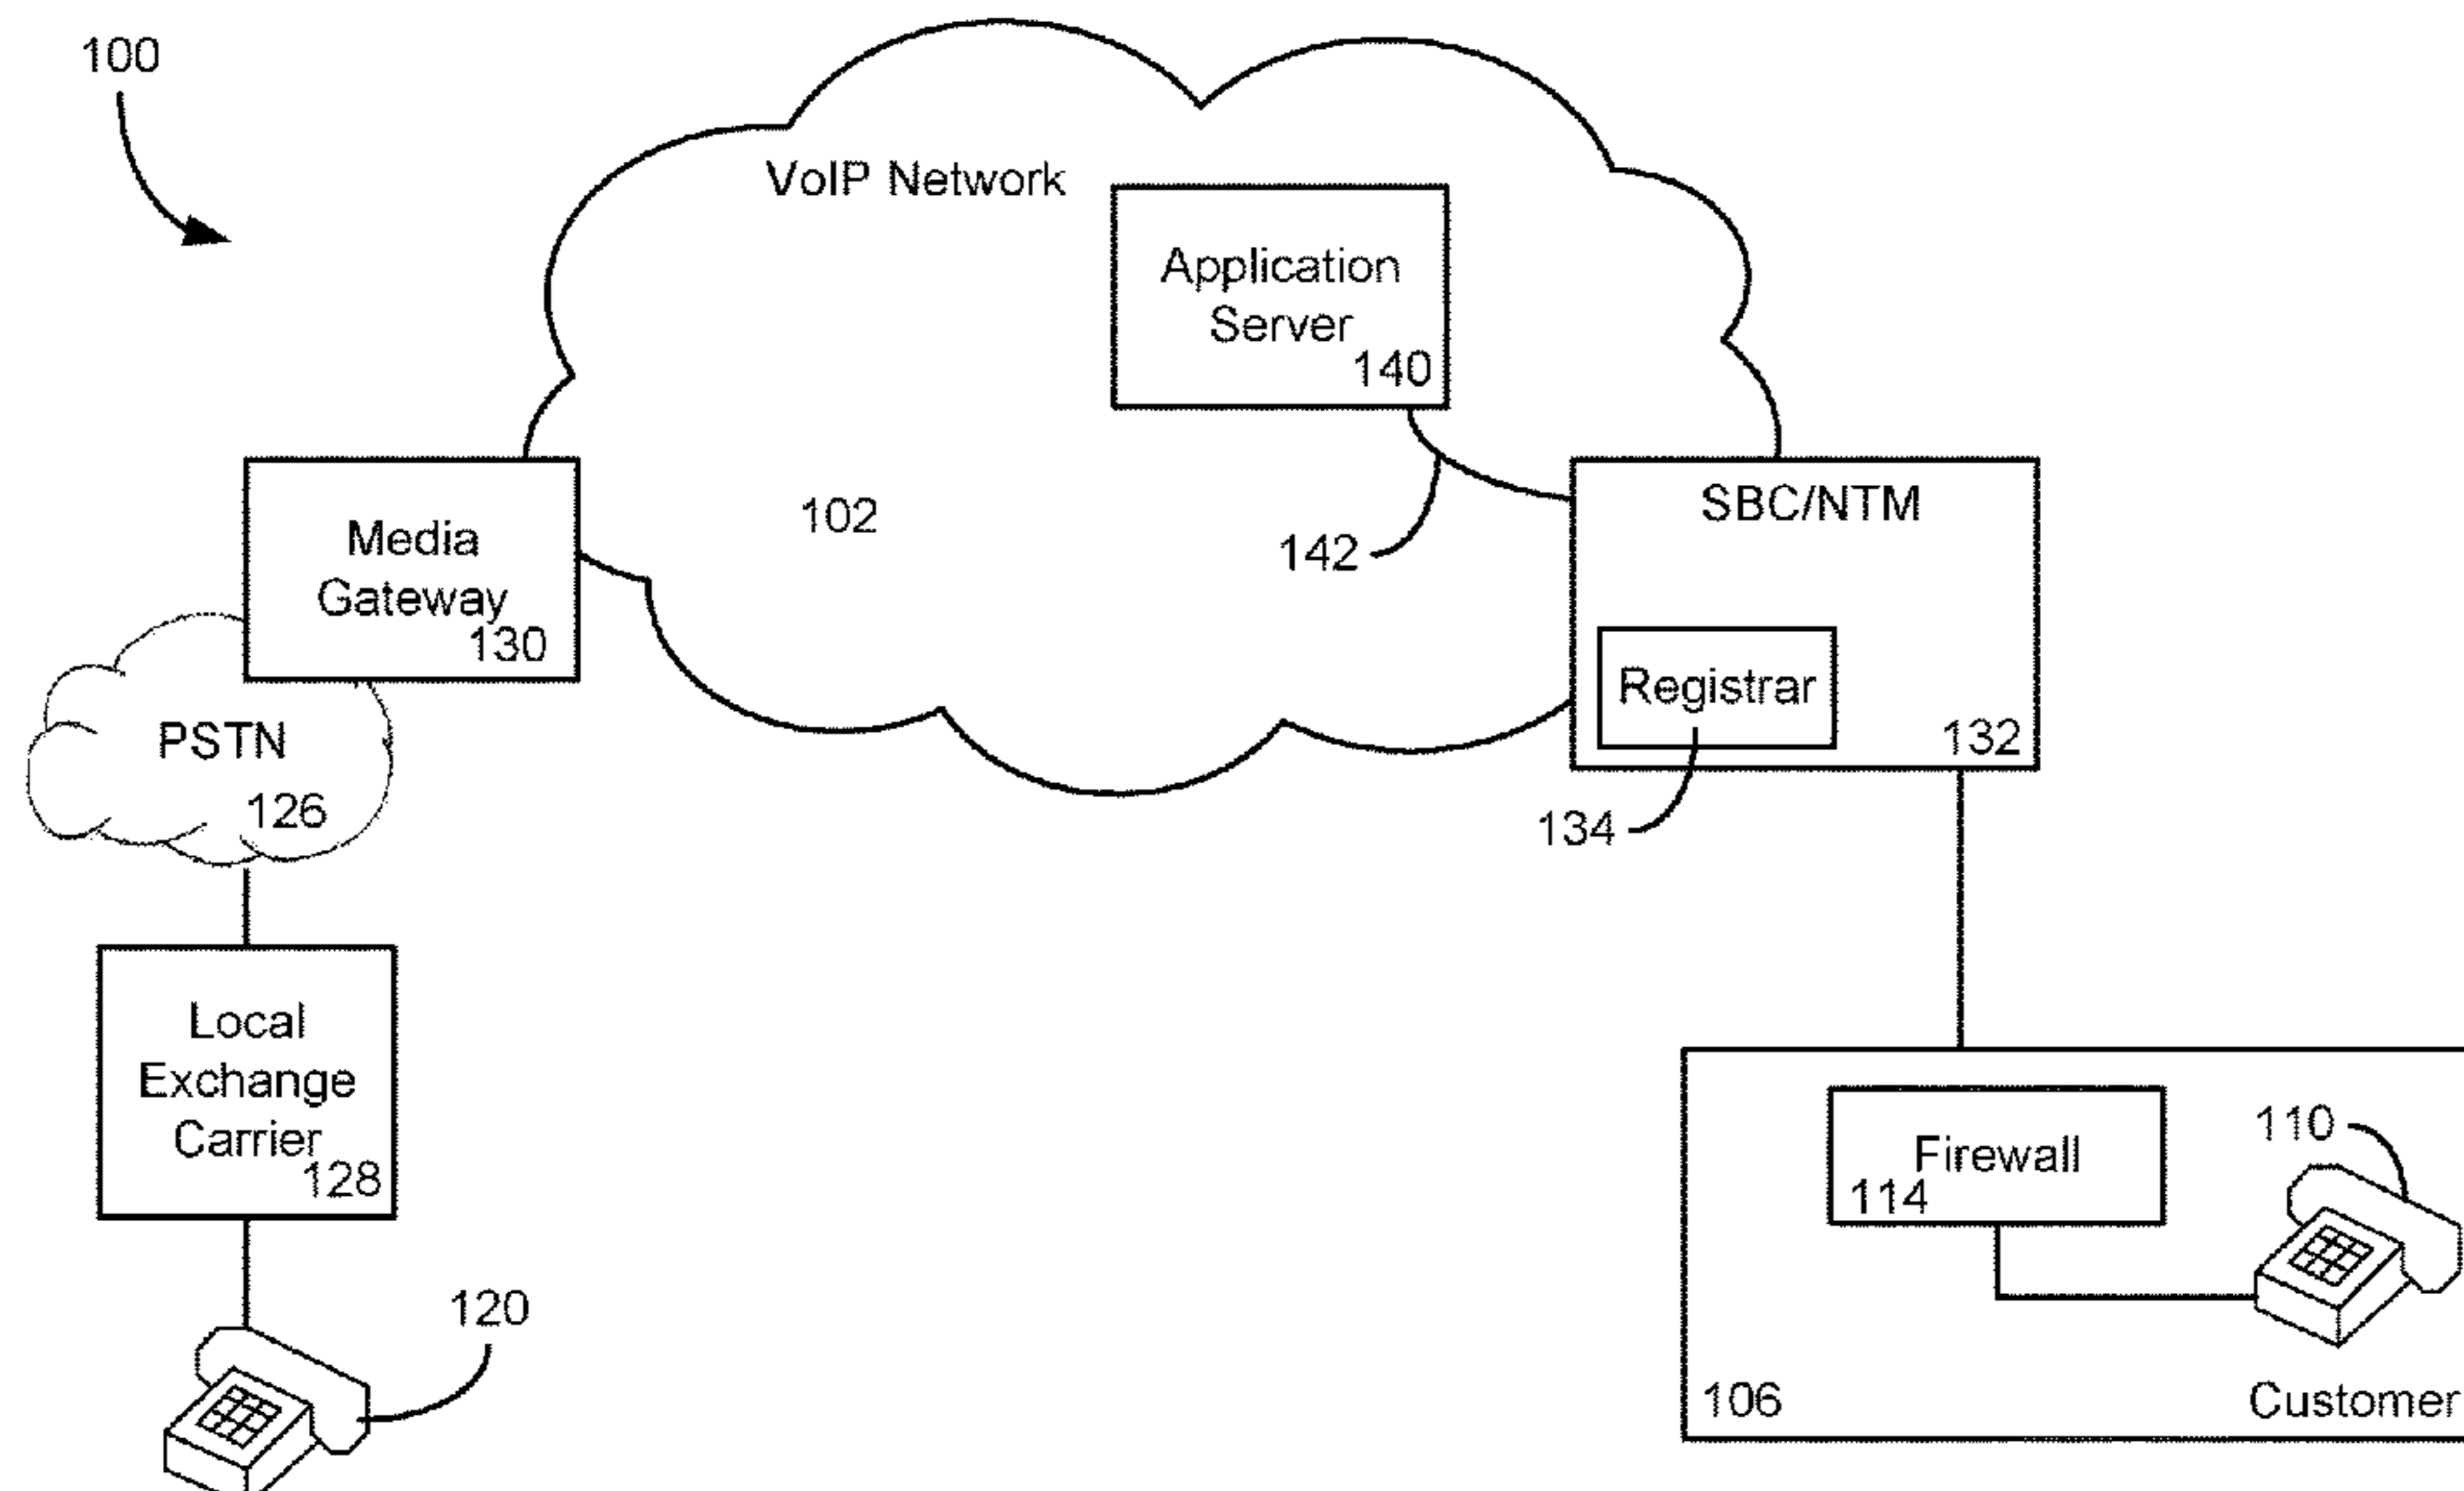 100
VoIP Network
Application
Server
140
102
142
Media
Gateway
130
SBC/NTM
Registrar
132
134
PSTN
126
Local
Exchange
Carrier
128
120
Firewall
114
110
106
Customer